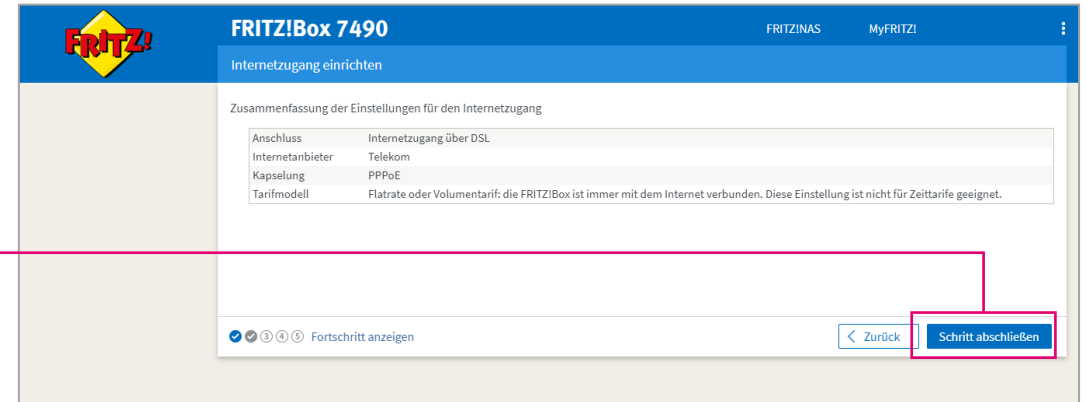 FRITZ!
FRITZ!Box 7490
FRITZ!NAS
MyFRITZ!
Internetzugang einrichten
Zusammenfassung der Einstellungen für den Internetzugang
Anschluss Internetzugang über DSL
Internetanbieter Telekom
Kapselung PPPoE
Tarifmodell Flatrate oder Volumentarif: die FRITZ!Box ist immer mit dem Internet verbunden. Diese Einstellung ist nicht für Zeittarife geeignet.
3 4 5 Fortschritt anzeigen
Zurück
Schritt abschließen